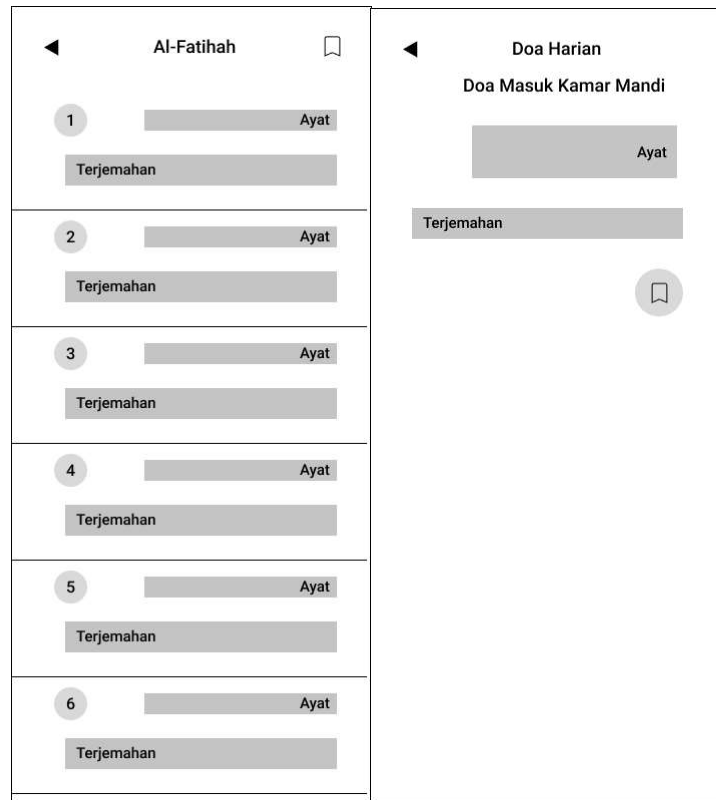 Al-Fatihah
1
Ayat
Terjemahan
2
Ayat
Terjemahan
3
Ayat
Terjemahan
4
Ayat
Terjemahan
5
Ayat
Terjemahan
6
Ayat
Terjemahan
Doa Harian
Doa Masuk Kamar Mandi
Ayat
Terjemahan